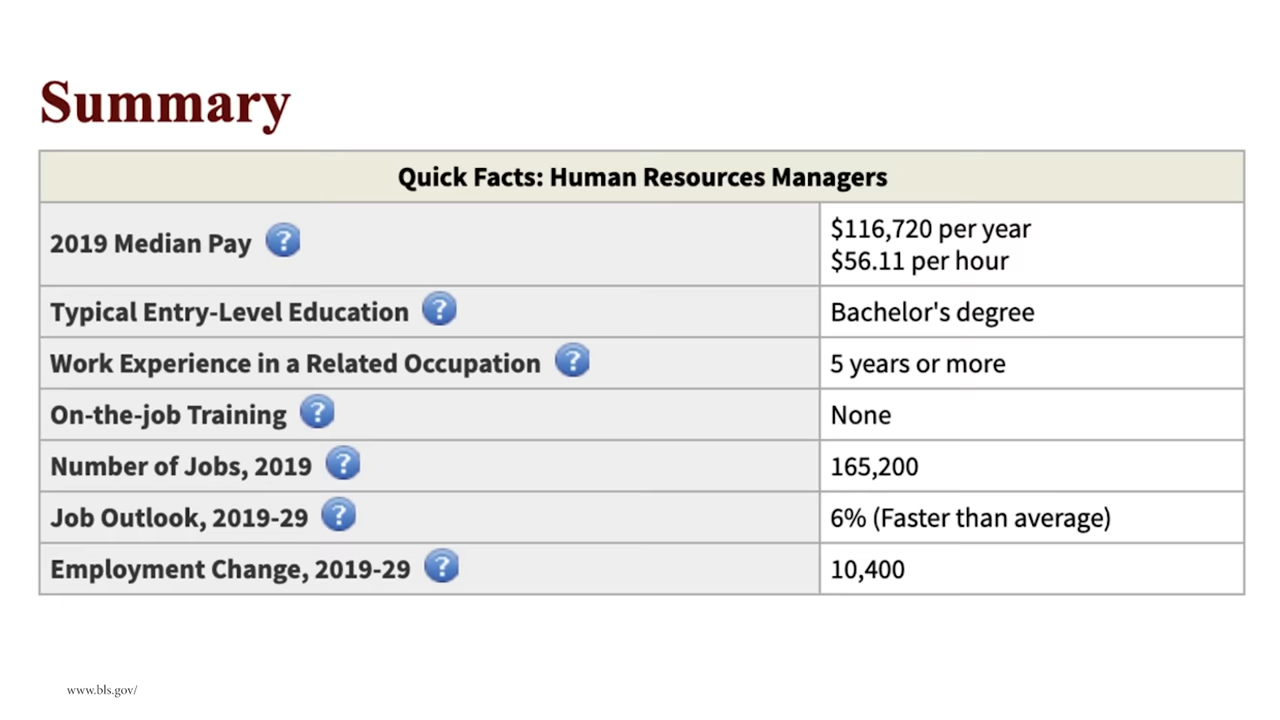 Summary
Quick Facts: Human Resources Managers
2019 Median Pay ?
$116,720 per year
$56.11 per hour
Typical Entry-Level Education ?
Bachelor's degree
Work Experience in a Related Occupation ?
5 years or more
On-the-job Training ?
None
Number of Jobs, 2019 ?
165,200
Job Outlook, 2019-29 ?
6% (Faster than average)
Employment Change, 2019-29 ?
10,400
www.bls.gov/